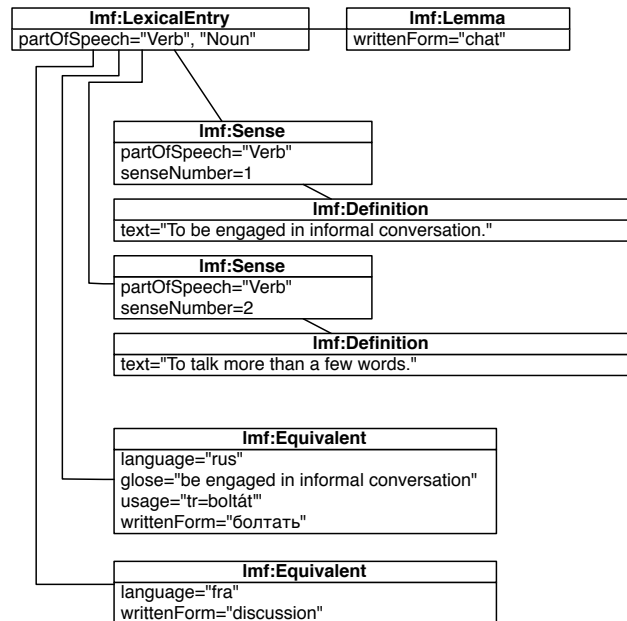 lmf:LexicalEntry
partOfSpeech="Verb", "Noun"
lmf:Lemma
writtenForm="chat"
lmf:Sense
partOfSpeech="Verb"
senseNumber=1
lmf:Definition
text="To be engaged in informal conversation."
lmf:Sense
partOfSpeech="Verb"
senseNumber=2
lmf:Definition
text="To talk more than a few words."
lmf:Equivalent
language="rus"
glose="be engaged in informal conversation"
usage="tr=boltát'"
writtenForm="болтать"
lmf:Equivalent
language="fra"
writtenForm="discussion"